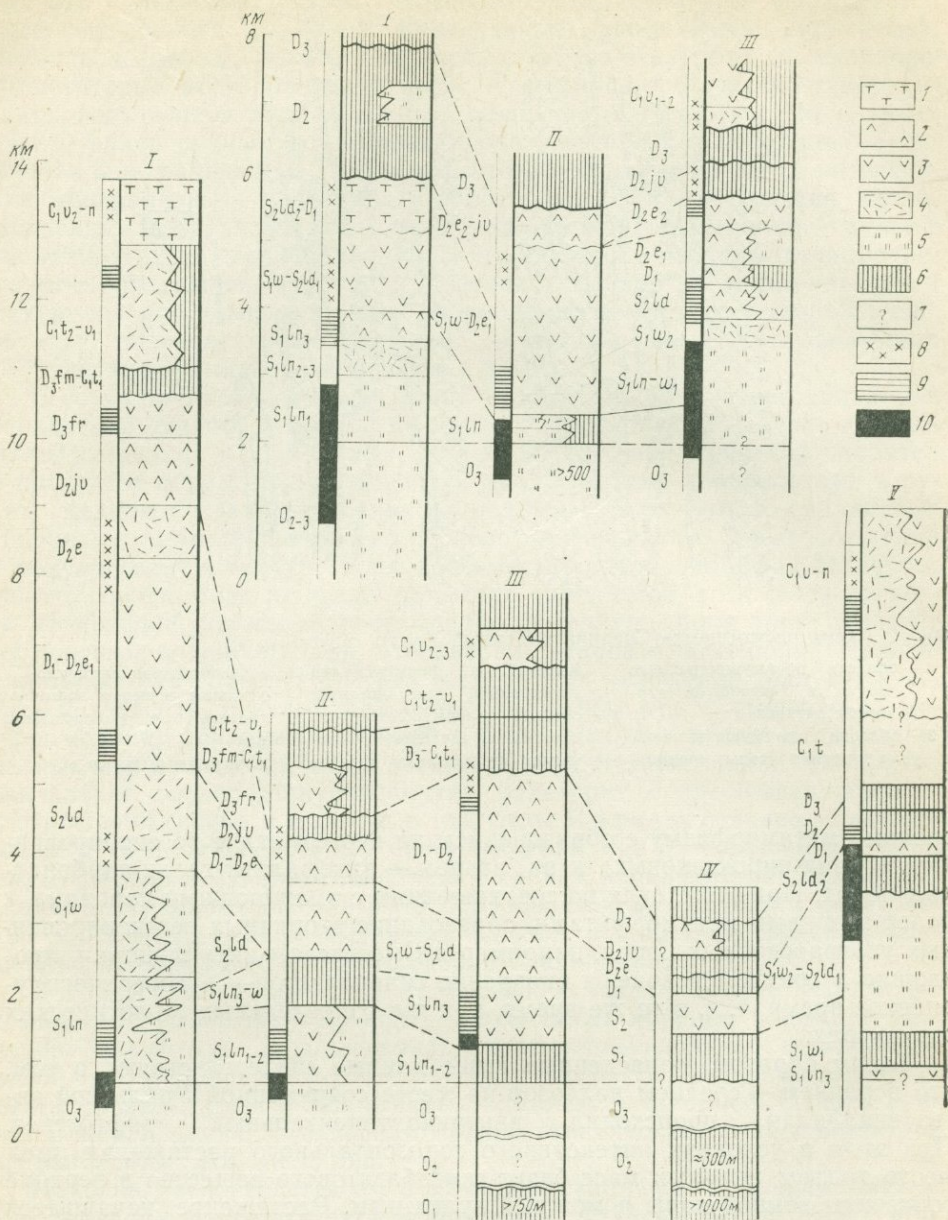 км
8
6
4
2
0
I
D₃
D₂
S₂ld₂-D₁
S₁w-S₂ld₁
S₁ln₃
S₁ln₂₋₃
S₁ln₁
O₂₋₃
II
D₃
D₂e₂-jv
S₁w-D₂e₁
S₁ln
O₃
">500
III
C₁v₁₋₂
D₃
D₂jv
D₂e₂
D₂e₁
D₁
S₂ld
S₁w₂
S₁ln-w₁
O₃
?
?
1
2
3
4
5
6
? 7
8
9
10
км
14
12
10
8
6
4
2
0
I
C₁v₂-n
C₁t₂-v₁
D₃fm-C₁t₁
D₃fr
D₂jv
D₂e
D₁-D₂e₁
S₂ld
S₁w
S₁ln
O₃
II
C₁t₂-v₁
D₃fm-C₁t₁
D₃fr
D₂jv
D₁-D₂e
S₂ld
S₁ln₃-w
S₁ln₁₋₂
O₃
III
C₁v₂₋₃
C₁t₂-v₁
D₃-C₁t₁
D₁-D₂
S₁w-S₂ld
S₁ln₃
S₁ln₁₋₂
O₃
O₂
O₁
?
?
>150м
IV
D₃
D₂jv
D₂e
D₁
S₂
S₁
O₃
O₂
?
?
?
≈300м
>1000м
V
C₁v-n
C₁t
D₃
D₂
D₁
S₂ld₂
S₁w₂-S₂ld₁
S₁w₁
S₁ln₃
?
?
?